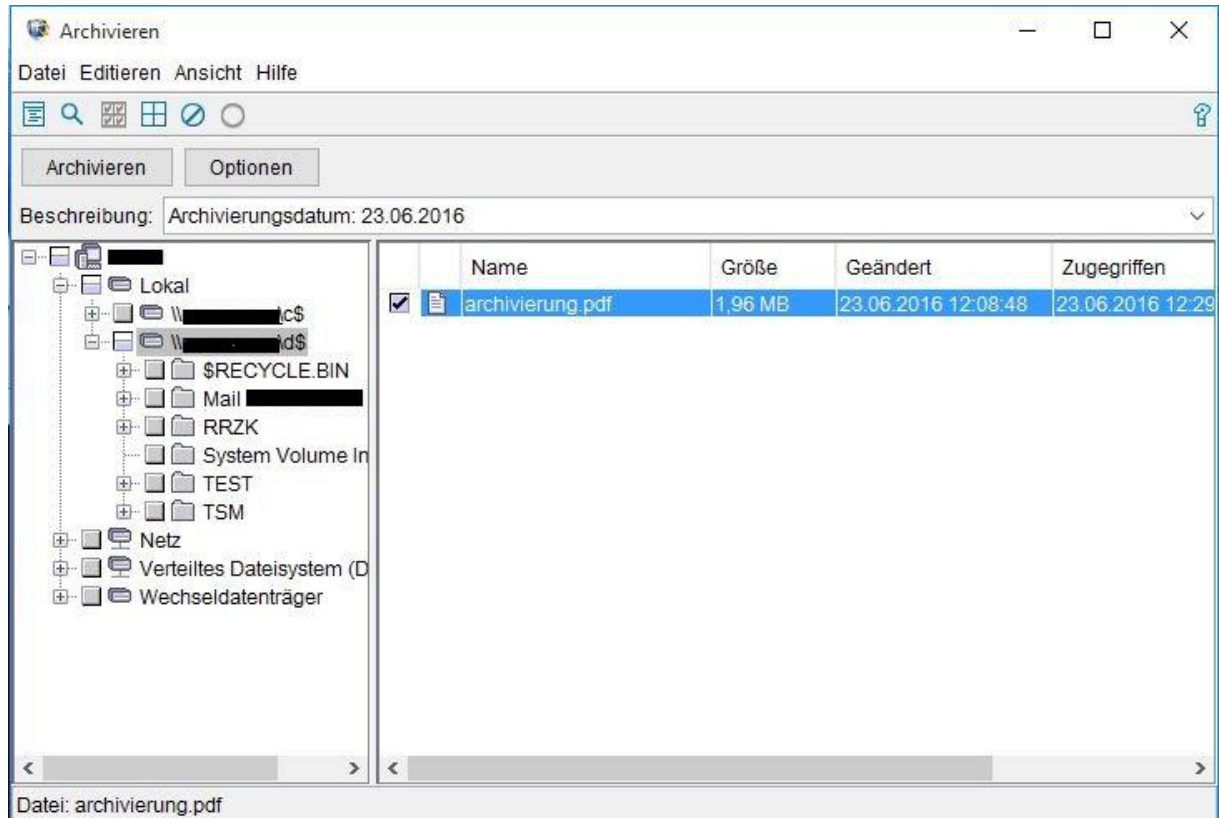 Archivieren
Datei Editieren Ansicht Hilfe
Archivieren Optionen
Beschreibung: Archivierungsdatum: 23.06.2016
Name Größe Geändert Zugegriffen
archivierung.pdf 1,96 MB 23.06.2016 12:08:48 23.06.2016 12:29
Lokal
\\ \c$
\\ \d$
$RECYCLE.BIN
Mail
RRZK
System Volume In
TEST
TSM
Netz
Verteiltes Dateisystem (D
Wechseldatenträger
Datei: archivierung.pdf